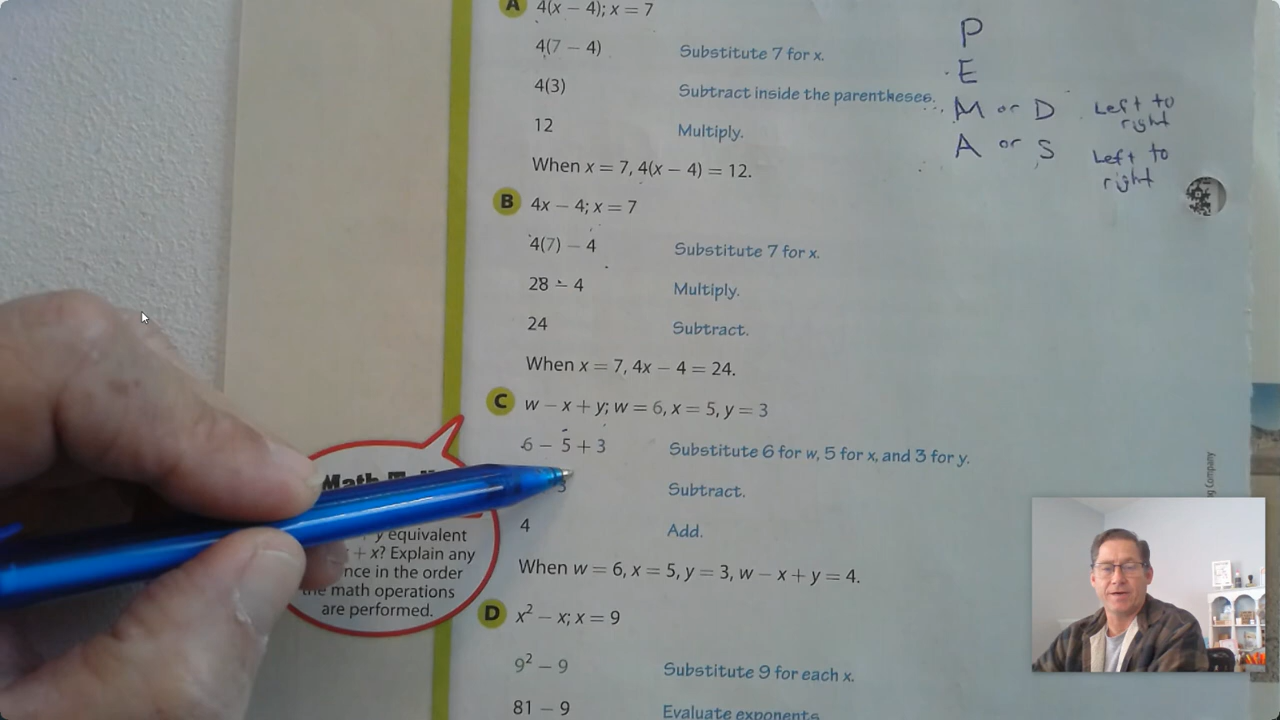 A 4(x − 4); x = 7
4(7 − 4) Substitute 7 for x.
4(3) Subtract inside the parentheses.
12 Multiply.
When x = 7, 4(x − 4) = 12.
B 4x − 4; x = 7
4(7) − 4 Substitute 7 for x.
28 − 4 Multiply.
24 Subtract.
When x = 7, 4x − 4 = 24.
C w − x + y; w = 6, x = 5, y = 3
6 − 5 + 3 Substitute 6 for w, 5 for x, and 3 for y.
3 Subtract.
4 Add.
When w = 6, x = 5, y = 3, w − x + y = 4.
D x² − x; x = 9
9² − 9 Substitute 9 for each x.
81 − 9 Evaluate exponents
P
E
M or D Left to
right
A or S Left to
right
Math
y equivalent
+ x? Explain any
in the order
math operations
are performed.
Company